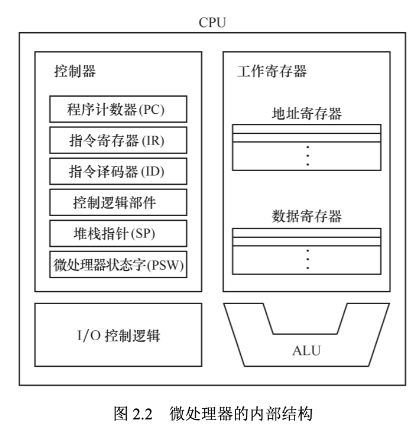 CPU
控制器
程序计数器(PC)
指令寄存器(IR)
指令译码器(ID)
控制逻辑部件
堆栈指针(SP)
微处理器状态字(PSW)
工作寄存器
地址寄存器
数据寄存器
I/O 控制逻辑
ALU
图 2.2 微处理器的内部结构